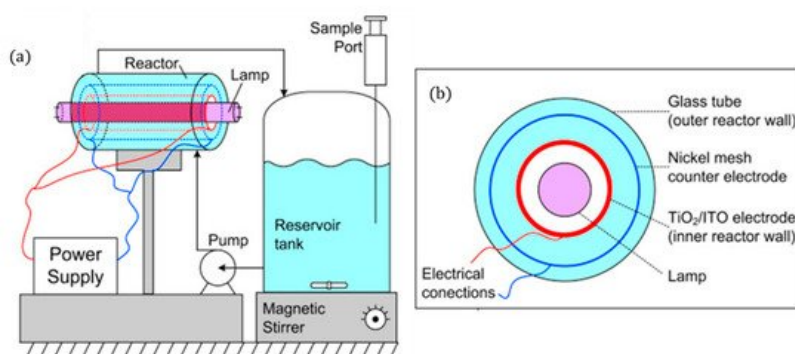 (a)
Reactor
Lamp
Sample
Port
Power
Supply
Pump
Reservoir
tank
Magnetic
Stirrer
(b)
Glass tube
(outer reactor wall)
Nickel mesh
counter electrode
TiO₂/ITO electrode
(inner reactor wall)
Lamp
Electrical
conections